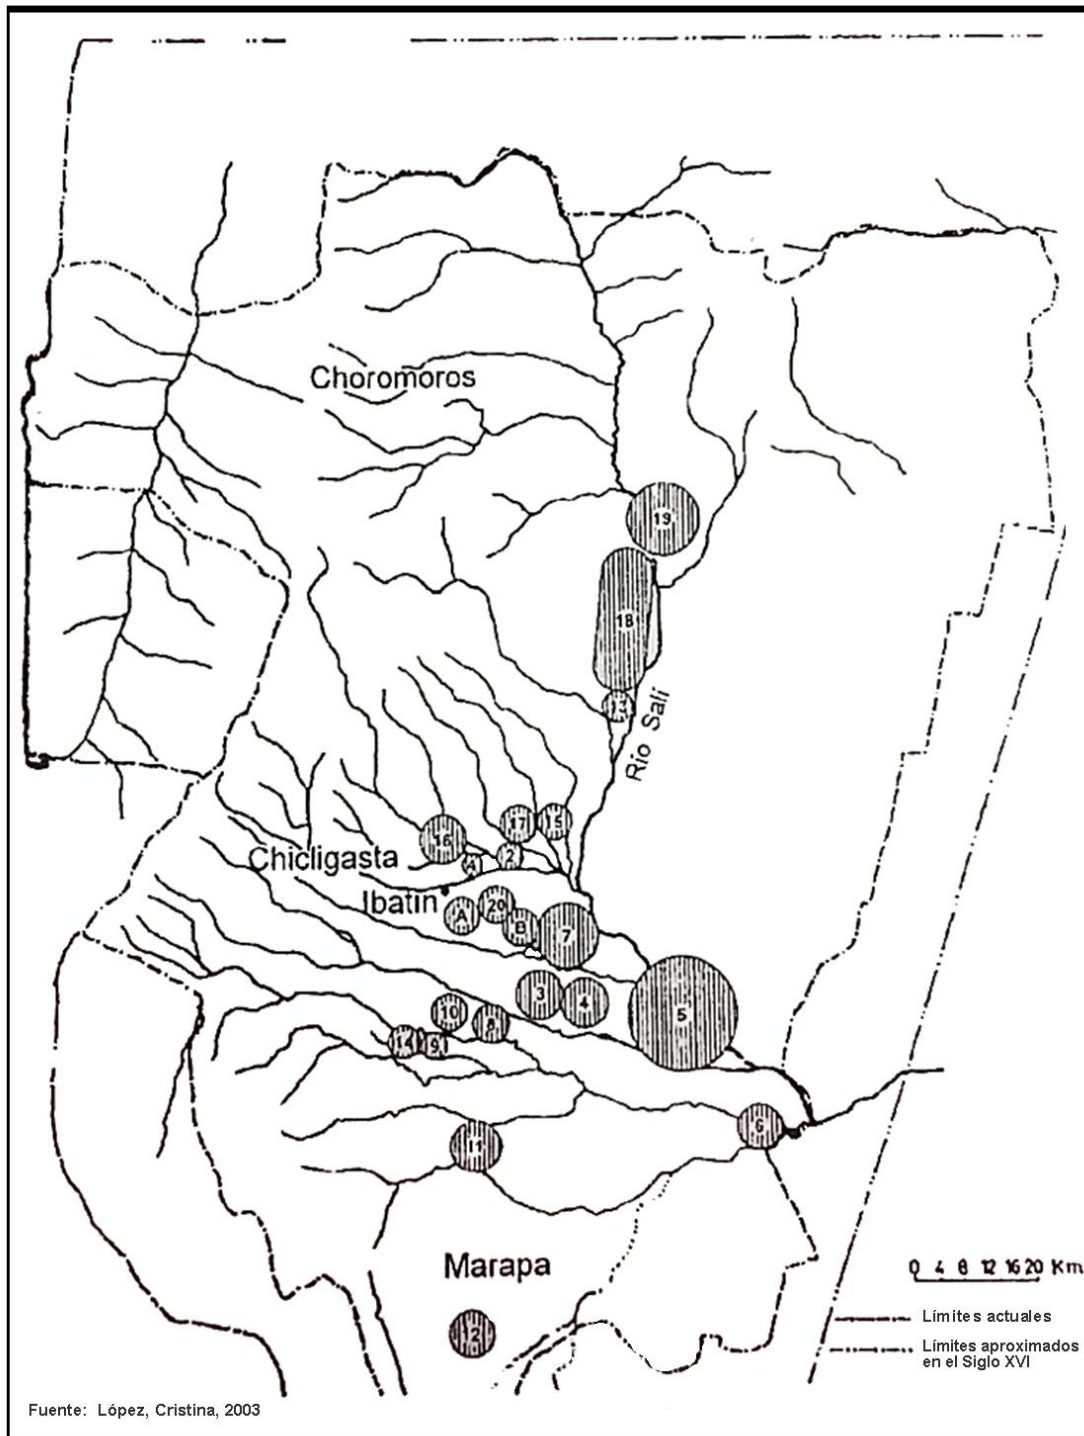 Choromoros
19
18
13
Río Salí
17
15
16
2
Chicligasta
Ibatín
20
A
B
7
3
4
5
10
8
14
9
6
11
Marapa
12
0 4 8 12 16 20 Km
Límites actuales
Límites aproximados
en el Siglo XVI
Fuente: López, Cristina, 2003